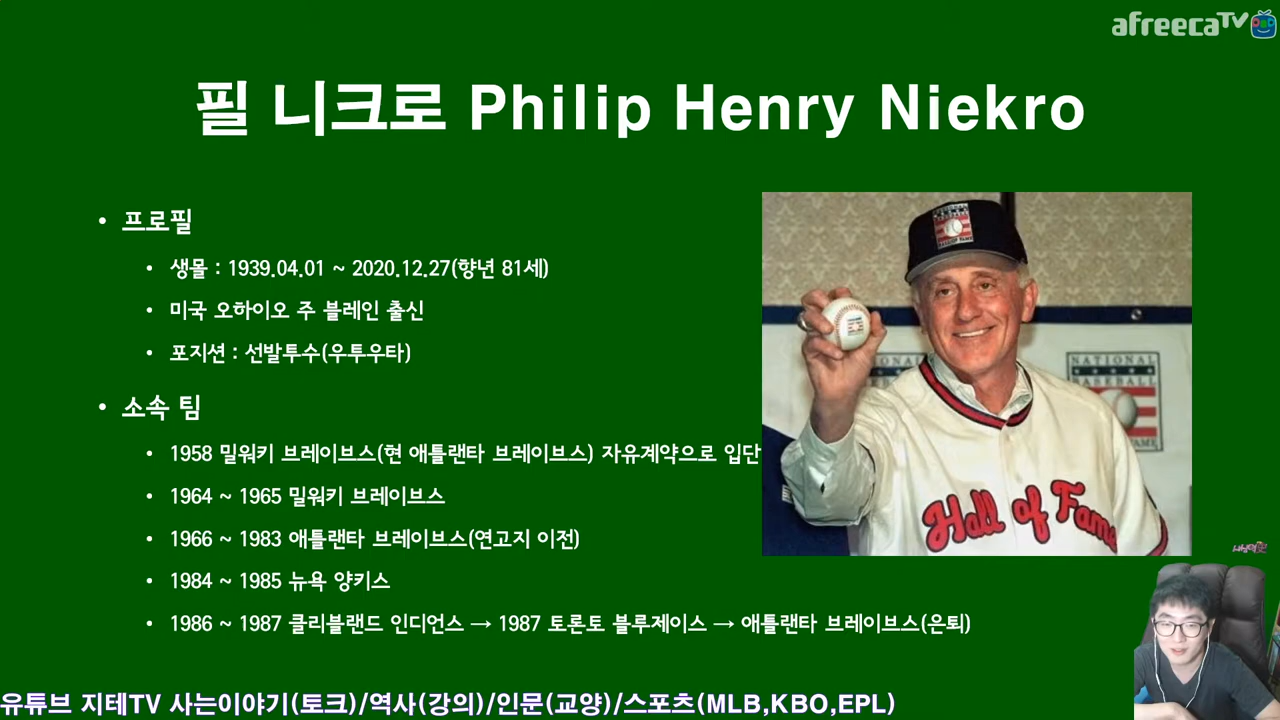 afreecaTV
필 니크로 Philip Henry Niekro
• 프로필
• 생몰 : 1939.04.01 ~ 2020.12.27(향년 81세)
• 미국 오하이오 주 블레인 출신
• 포지션 : 선발투수(우투우타)
• 소속 팀
• 1958 밀워키 브레이브스(현 애틀랜타 브레이브스) 자유계약으로 입단
• 1964 ~ 1965 밀워키 브레이브스
• 1966 ~ 1983 애틀랜타 브레이브스(연고지 이전)
• 1984 ~ 1985 뉴욕 양키스
• 1986 ~ 1987 클리블랜드 인디언스 → 1987 토론토 블루제이스 → 애틀랜타 브레이브스(은퇴)
NATIONAL
BASEBALL
Hall of Fame
유튜브 지테TV 사는이야기(토크)/역사(강의)/인문(교양)/스포츠(MLB,KBO,EPL)